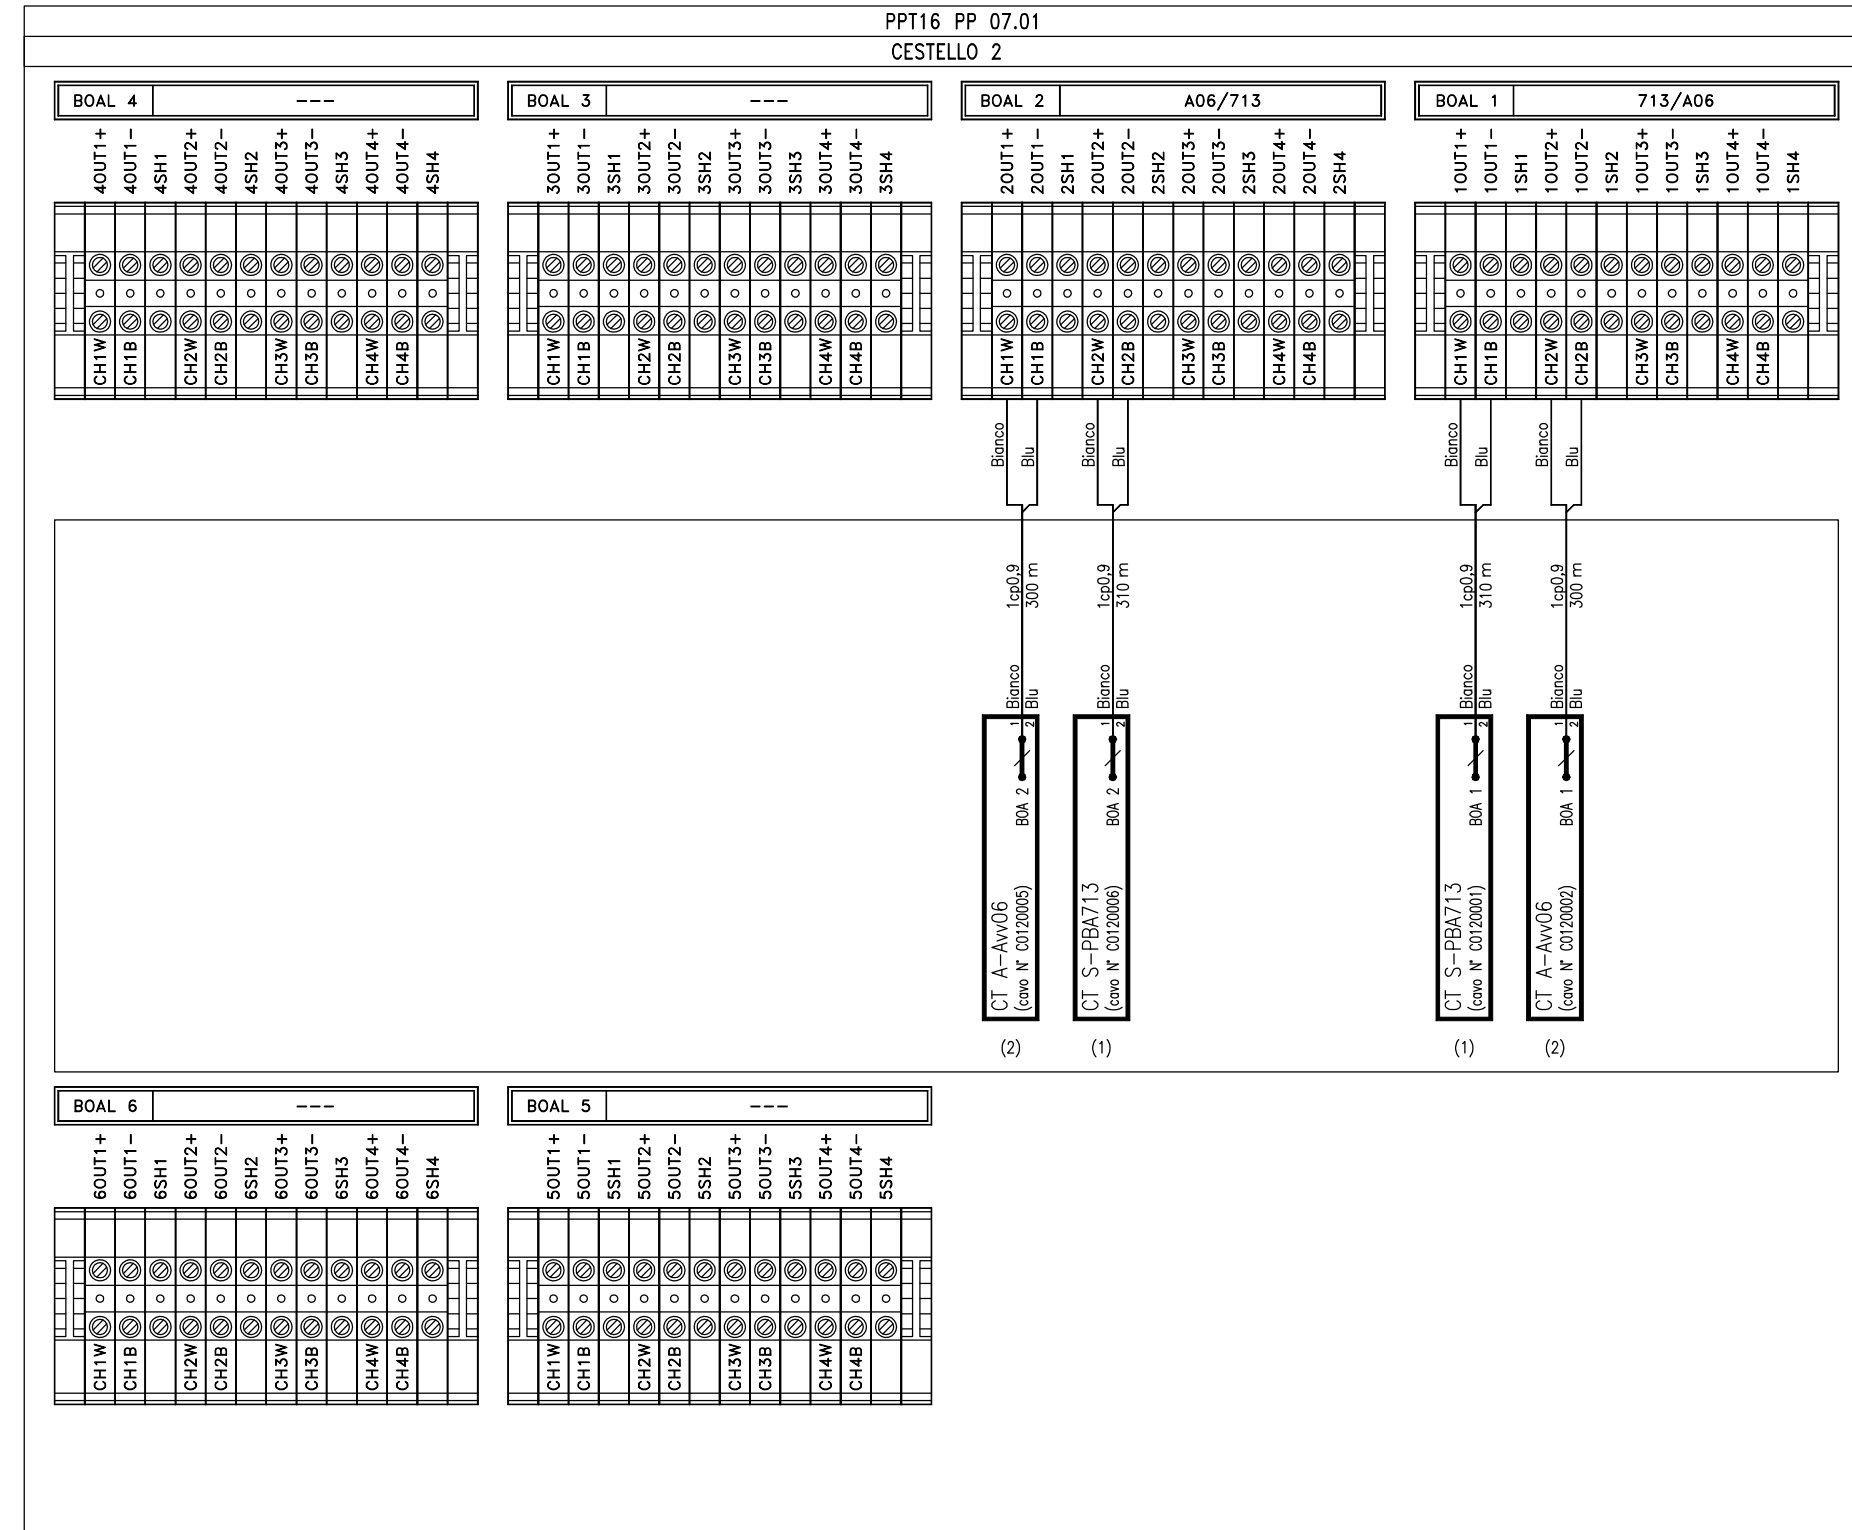 PPT16 PP 07.01
CESTELLO 2
BOAL 4 ---
4OUT1+ 4OUT1- 4SH1 4OUT2+ 4OUT2- 4SH2 4OUT3+ 4OUT3- 4SH3 4OUT4+ 4OUT4- 4SH4
CH1W CH1B CH2W CH2B CH3W CH3B CH4W CH4B
BOAL 3 ---
3OUT1+ 3OUT1- 3SH1 3OUT2+ 3OUT2- 3SH2 3OUT3+ 3OUT3- 3SH3 3OUT4+ 3OUT4- 3SH4
CH1W CH1B CH2W CH2B CH3W CH3B CH4W CH4B
BOAL 2 A06/713
2OUT1+ 2OUT1- 2SH1 2OUT2+ 2OUT2- 2SH2 2OUT3+ 2OUT3- 2SH3 2OUT4+ 2OUT4- 2SH4
CH1W CH1B CH2W CH2B CH3W CH3B CH4W CH4B
BOAL 1 713/A06
1OUT1+ 1OUT1- 1SH1 1OUT2+ 1OUT2- 1SH2 1OUT3+ 1OUT3- 1SH3 1OUT4+ 1OUT4- 1SH4
CH1W CH1B CH2W CH2B CH3W CH3B CH4W CH4B
Bianco
Blu
1cp0,9
300 m
Bianco
Blu
1
2
BOA 2
CT A-Avv06
(cavo N° C0120005)
(2)
Bianco
Blu
1cp0,9
310 m
Bianco
Blu
1
2
BOA 2
CT S-PBA713
(cavo N° C0120006)
(1)
Bianco
Blu
1cp0,9
310 m
Bianco
Blu
1
2
BOA 1
CT S-PBA713
(cavo N° C0120001)
(1)
Bianco
Blu
1cp0,9
300 m
Bianco
Blu
1
2
BOA 1
CT A-Avv06
(cavo N° C0120002)
(2)
BOAL 6 ---
6OUT1+ 6OUT1- 6SH1 6OUT2+ 6OUT2- 6SH2 6OUT3+ 6OUT3- 6SH3 6OUT4+ 6OUT4- 6SH4
CH1W CH1B CH2W CH2B CH3W CH3B CH4W CH4B
BOAL 5 ---
5OUT1+ 5OUT1- 5SH1 5OUT2+ 5OUT2- 5SH2 5OUT3+ 5OUT3- 5SH3 5OUT4+ 5OUT4- 5SH4
CH1W CH1B CH2W CH2B CH3W CH3B CH4W CH4B